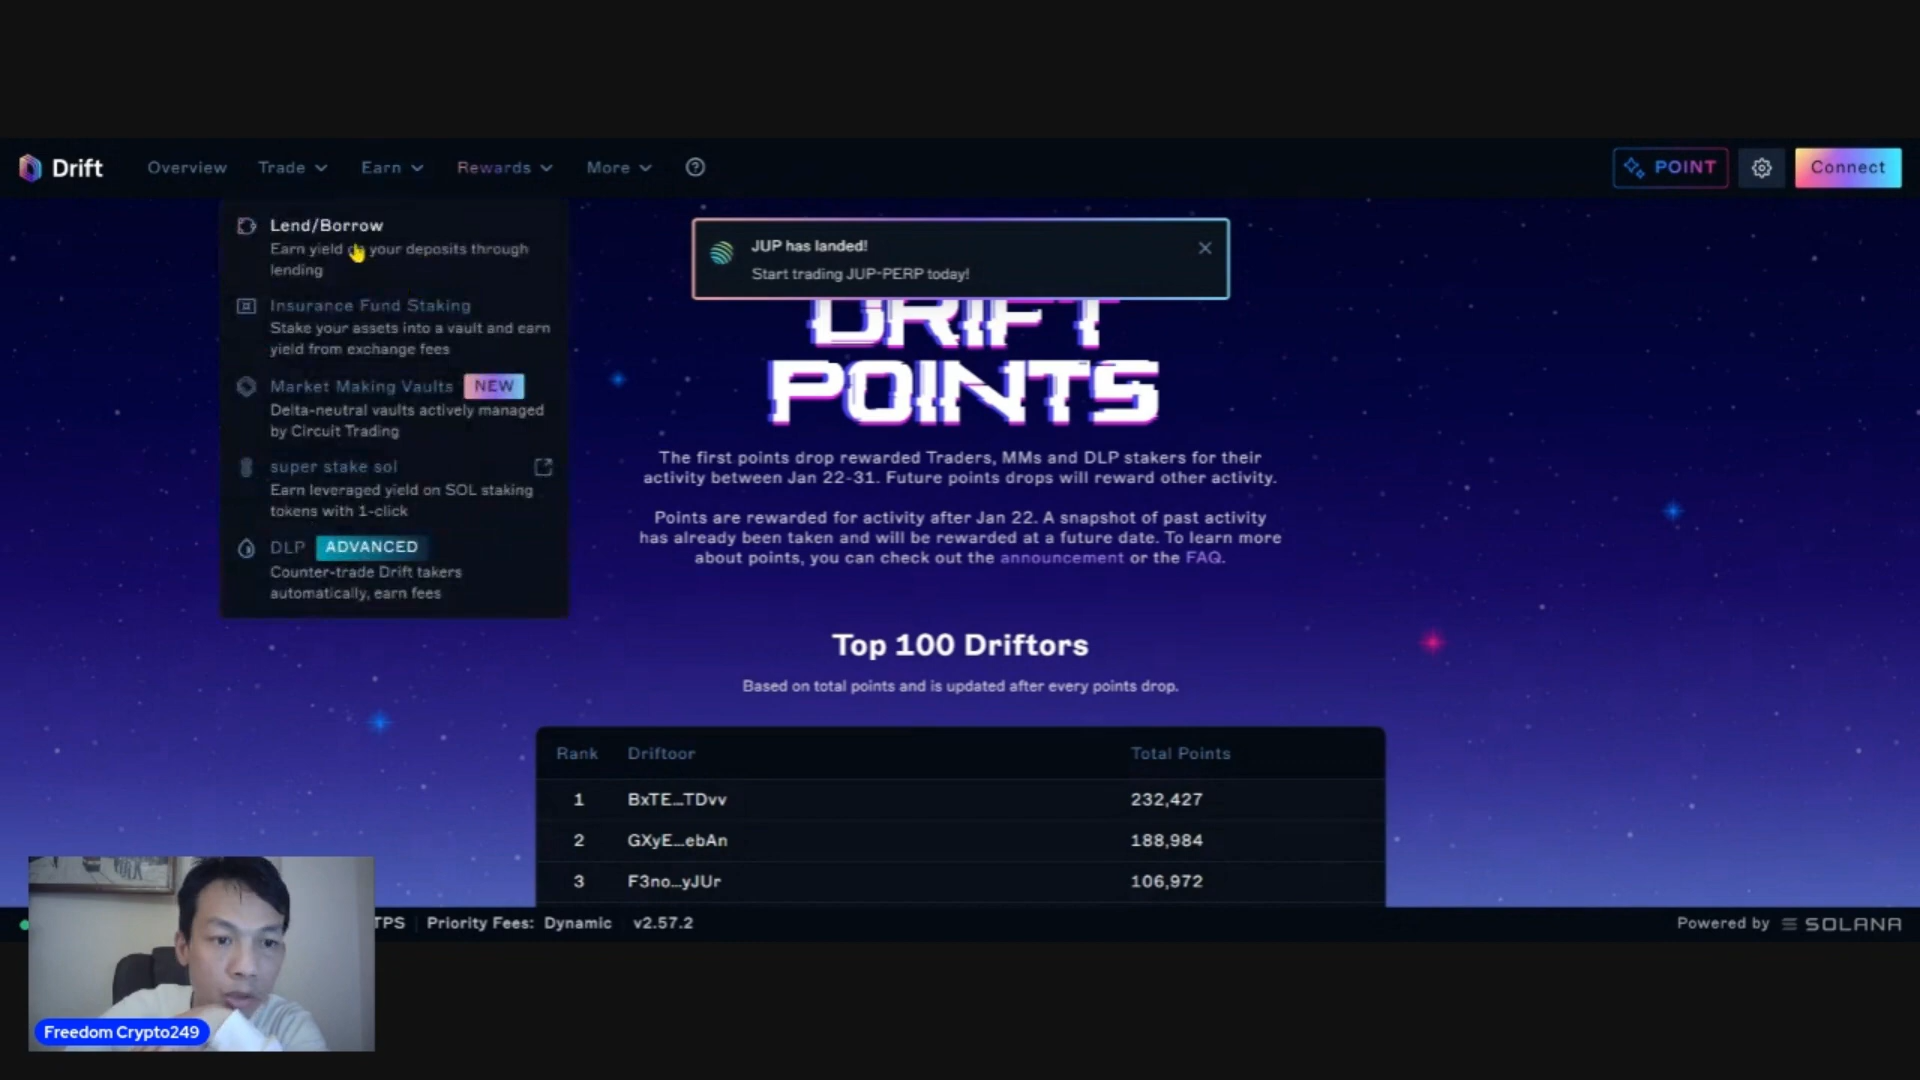 Drift
Overview
Trade
Earn
Rewards
More
POINT
Connect
Lend/Borrow
Earn yield on your deposits through
lending
Insurance Fund Staking
Stake your assets into a vault and earn
yield from exchange fees
Market Making Vaults NEW
Delta-neutral vaults actively managed
by Circuit Trading
super stake sol
Earn leveraged yield on SOL staking
tokens with 1-click
DLP ADVANCED
Counter-trade Drift takers
automatically, earn fees
JUP has landed!
Start trading JUP-PERP today!
DRIFT
POINTS
The first points drop rewarded Traders, MMs and DLP stakers for their
activity between Jan 22-31. Future points drops will reward other activity.
Points are rewarded for activity after Jan 22. A snapshot of past activity
has already been taken and will be rewarded at a future date. To learn more
about points, you can check out the announcement or the FAQ.
Top 100 Driftors
Based on total points and is updated after every points drop.
Rank Driftoor Total Points
1 BxTE...TDvv 232,427
2 GXyE...ebAn 188,984
3 F3no...yJUr 106,972
TPS Priority Fees: Dynamic v2.57.2
Powered by SOLANA
Freedom Crypto249